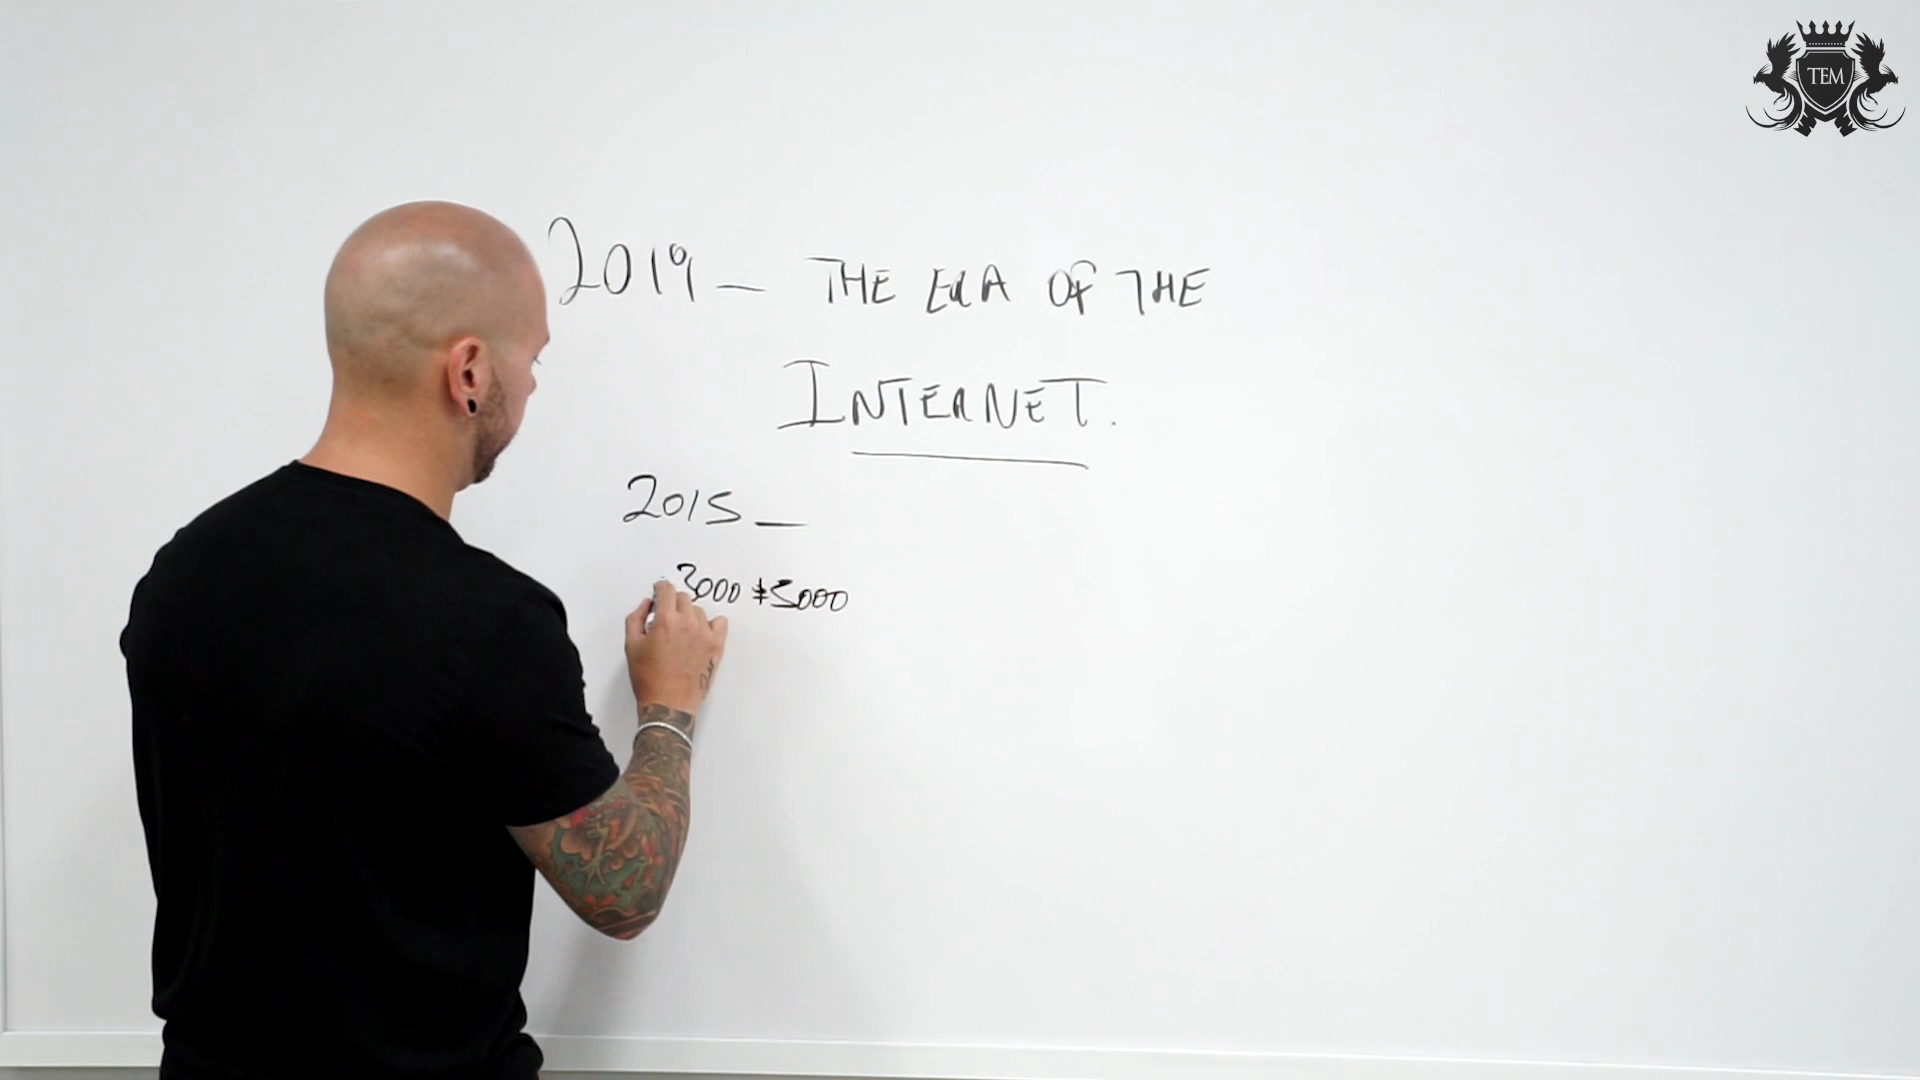 TEM
2019 - THE ERA OF THE
INTERNET.
2015 -
3000 $5000